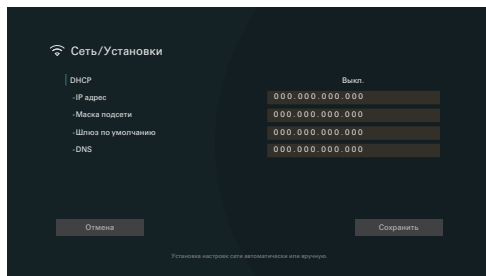 Сеть/Установки
DHCP Выкл.
-IP адрес 000.000.000.000
-Маска подсети 000.000.000.000
-Шлюз по умолчанию 000.000.000.000
-DNS 000.000.000.000
Отмена Сохранить
Установка настроек сети автоматически или вручную.